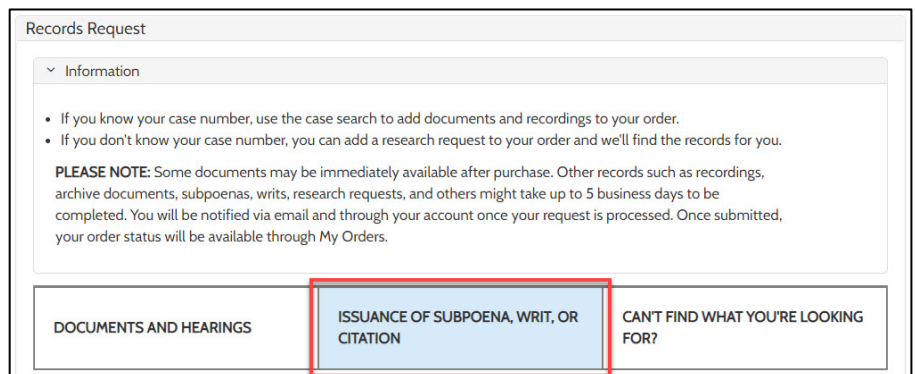 Records Request
Information
• If you know your case number, use the case search to add documents and recordings to your order.
• If you don't know your case number, you can add a research request to your order and we'll find the records for you.
PLEASE NOTE: Some documents may be immediately available after purchase. Other records such as recordings,
archive documents, subpoenas, writs, research requests, and others might take up to 5 business days to be
completed. You will be notified via email and through your account once your request is processed. Once submitted,
your order status will be available through My Orders.
DOCUMENTS AND HEARINGS
ISSUANCE OF SUBPOENA, WRIT, OR
CITATION
CAN'T FIND WHAT YOU'RE LOOKING
FOR?